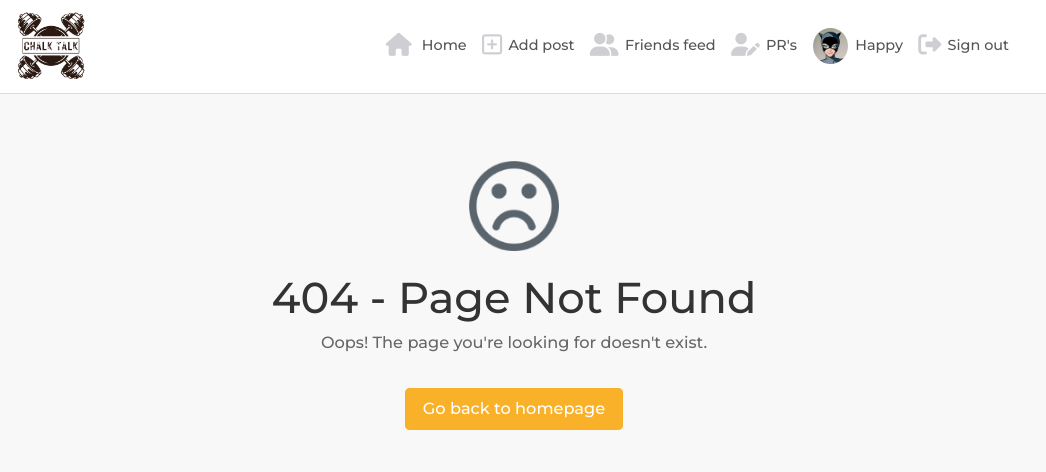 CHALK TALK
Home Add post Friends feed PR's Happy Sign out
404 - Page Not Found
Oops! The page you're looking for doesn't exist.
Go back to homepage